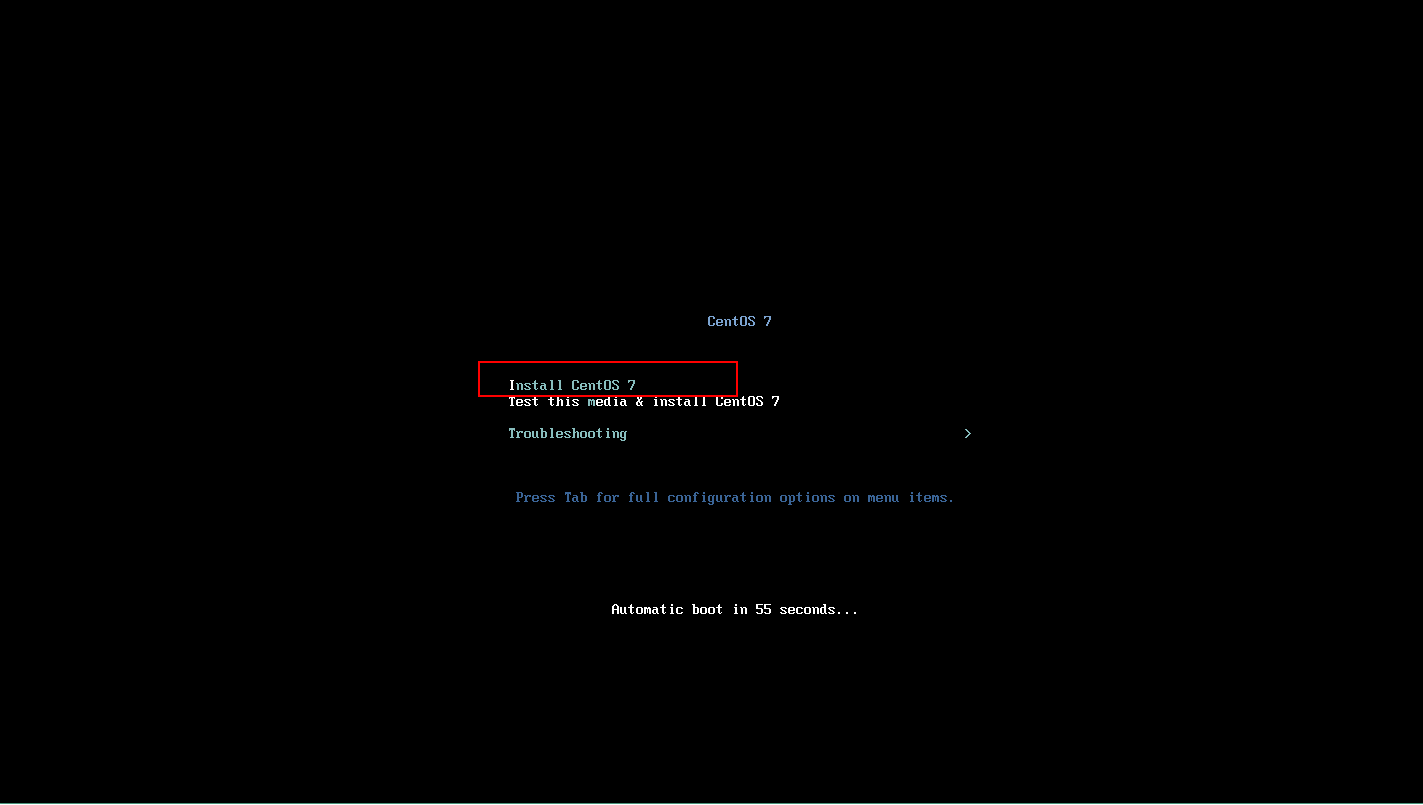 CentOS 7
Install CentOS 7
Test this media & install CentOS 7
Troubleshooting >
Press Tab for full configuration options on menu items.
Automatic boot in 55 seconds...